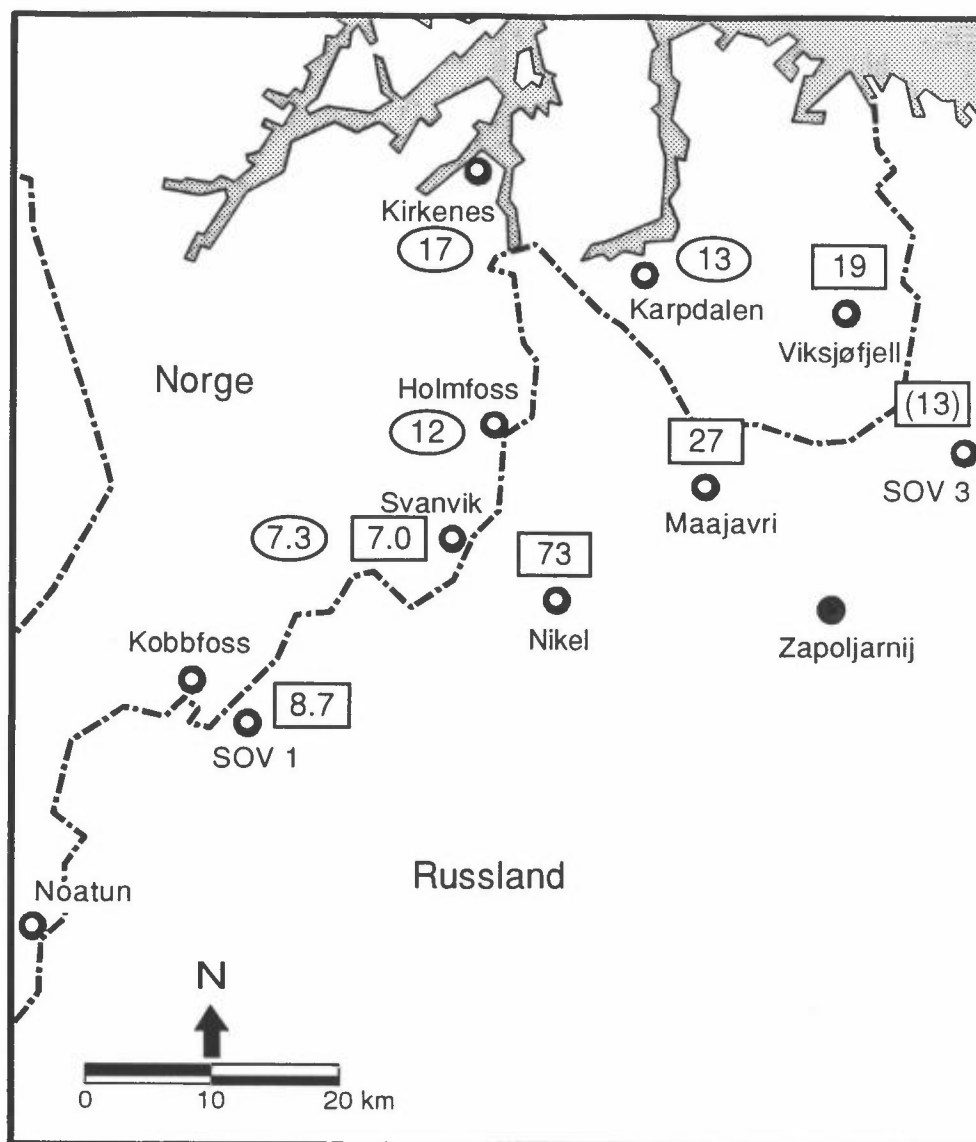 Kirkenes
17
13
Karpdalen
19
Viksjøfjell
Norge
Holmfoss
12
(13)
SOV 3
27
Maajavri
Svanvik
7.3
7.0
73
Nikel
Zapoljarnij
Kobbfoss
8.7
SOV 1
Russland
Noatun
N
0 10 20 km